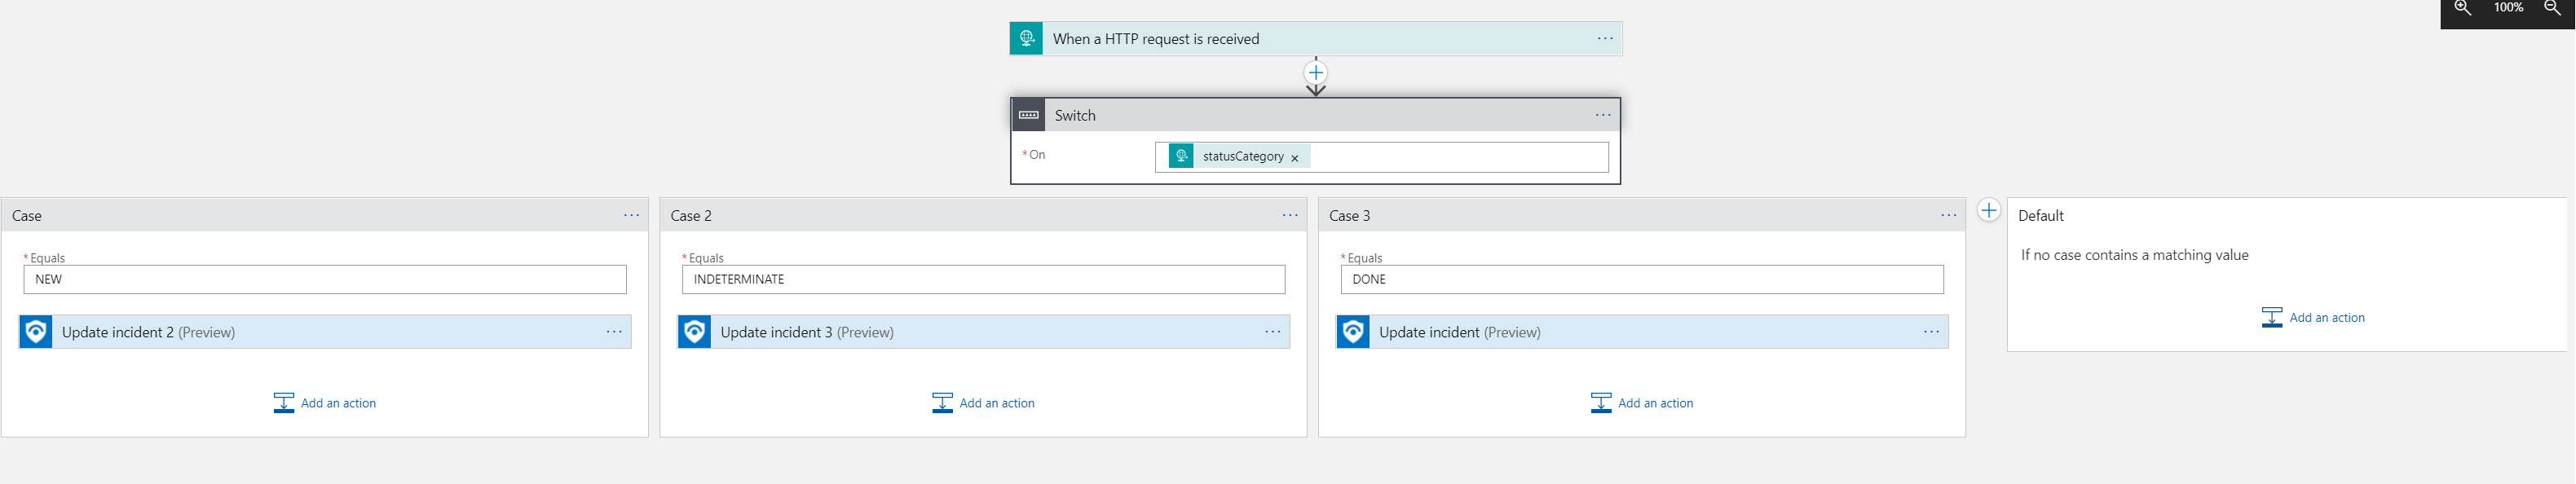 100%
When a HTTP request is received
Switch
* On
statusCategory ×
Case
* Equals
NEW
Update incident 2 (Preview)
Add an action
Case 2
* Equals
INDETERMINATE
Update incident 3 (Preview)
Add an action
Case 3
* Equals
DONE
Update incident (Preview)
Add an action
Default
If no case contains a matching value
Add an action